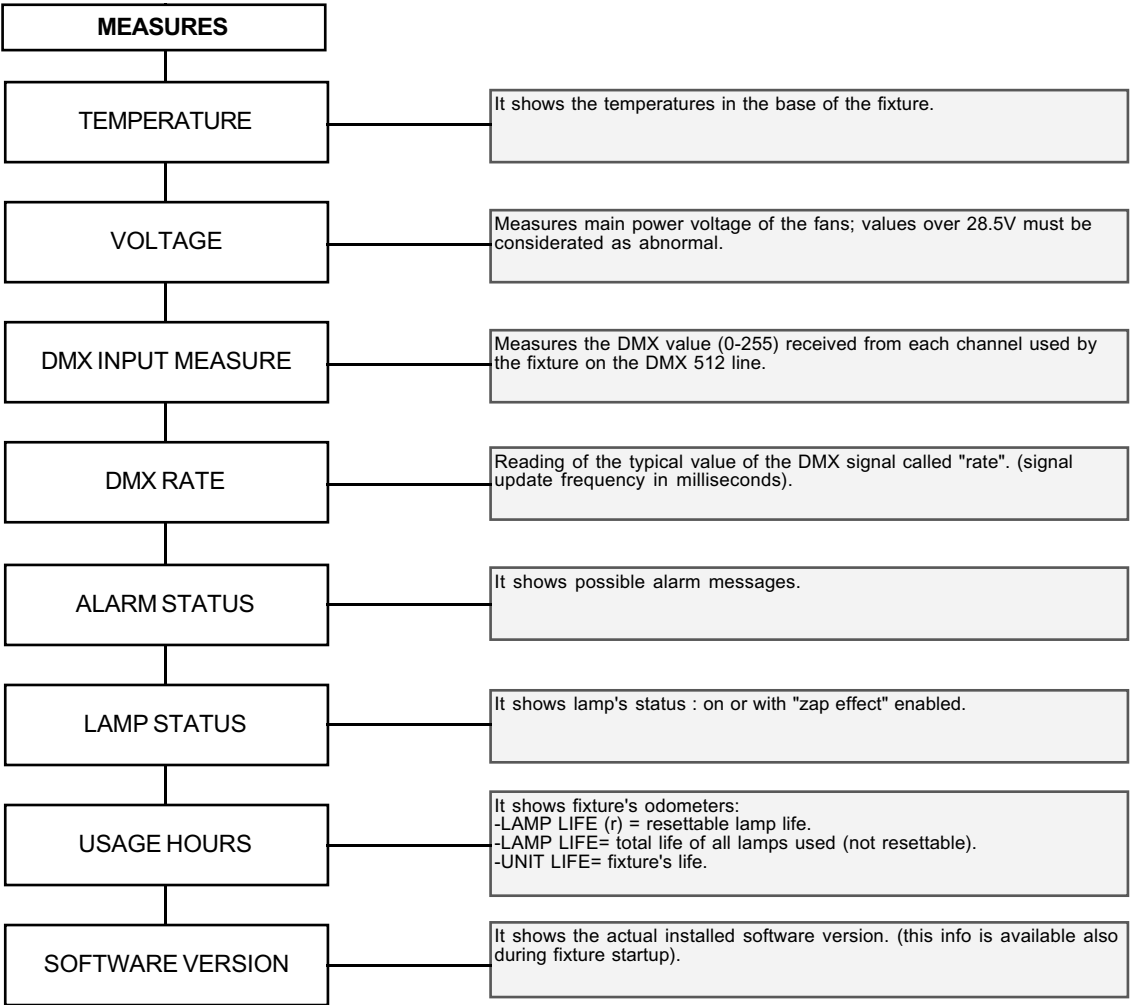 MEASURES
TEMPERATURE
It shows the temperatures in the base of the fixture.
VOLTAGE
Measures main power voltage of the fans; values over 28.5V must be
considerated as abnormal.
DMX INPUT MEASURE
Measures the DMX value (0-255) received from each channel used by
the fixture on the DMX 512 line.
DMX RATE
Reading of the typical value of the DMX signal called "rate". (signal
update frequency in milliseconds).
ALARM STATUS
It shows possible alarm messages.
LAMP STATUS
It shows lamp's status : on or with "zap effect" enabled.
USAGE HOURS
It shows fixture's odometers:
-LAMP LIFE (r) = resettable lamp life.
-LAMP LIFE= total life of all lamps used (not resettable).
-UNIT LIFE= fixture's life.
SOFTWARE VERSION
It shows the actual installed software version. (this info is available also
during fixture startup).